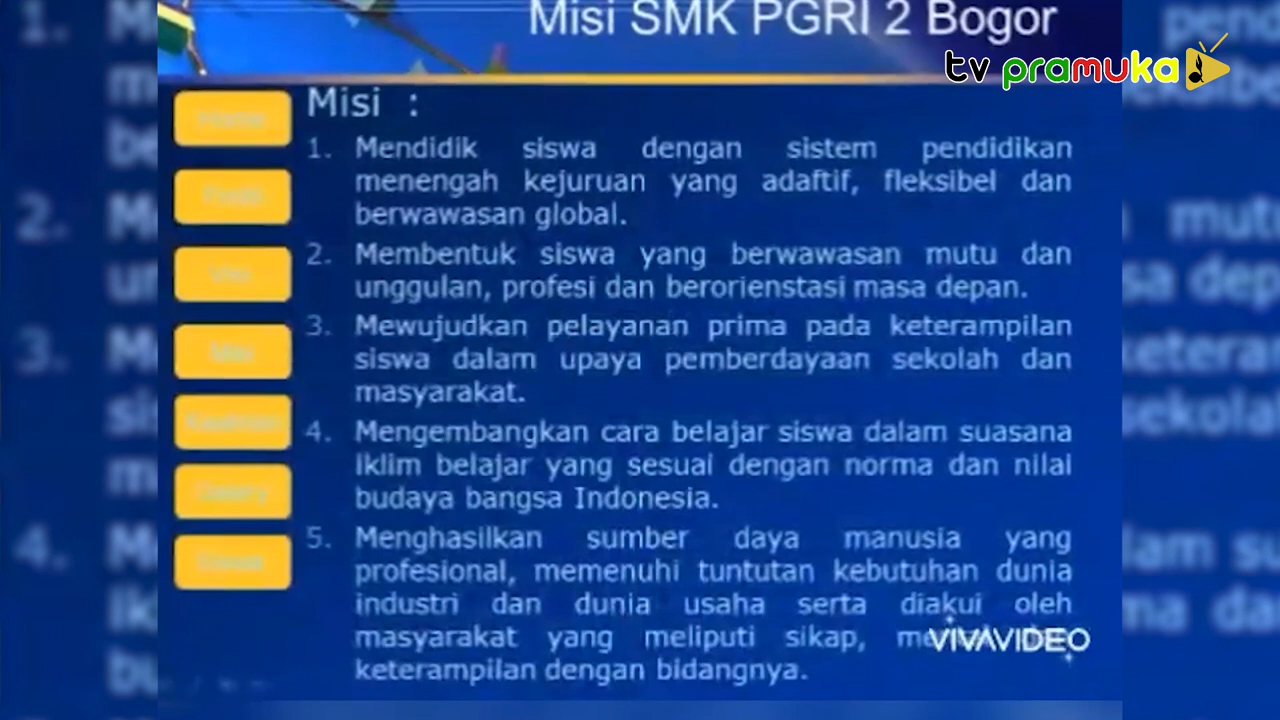 Misi SMK PGRI 2 Bogor
tv pramuka
Misi :
1. Mendidik siswa dengan sistem pendidikan
menengah kejuruan yang adaftif, fleksibel dan
berwawasan global.
2. Membentuk siswa yang berwawasan mutu dan
unggulan, profesi dan berorienstasi masa depan.
3. Mewujudkan pelayanan prima pada keterampilan
siswa dalam upaya pemberdayaan sekolah dan
masyarakat.
4. Mengembangkan cara belajar siswa dalam suasana
iklim belajar yang sesuai dengan norma dan nilai
budaya bangsa Indonesia.
5. Menghasilkan sumber daya manusia yang
profesional, memenuhi tuntutan kebutuhan dunia
industri dan dunia usaha serta diakui oleh
masyarakat yang meliputi sikap,
VIVAVIDEO
keterampilan dengan bidangnya.
Home
Visi
Misi
Gallery